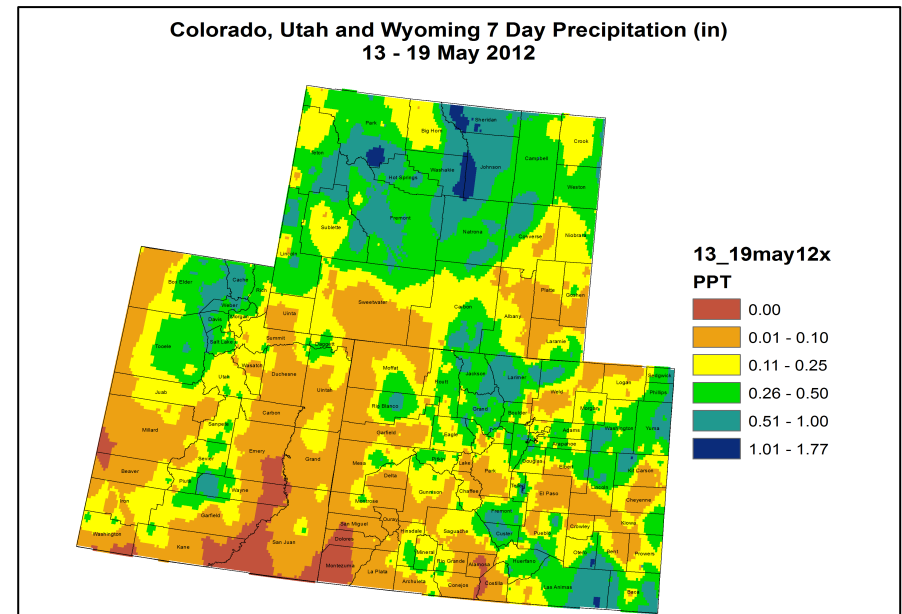 Colorado, Utah and Wyoming 7 Day Precipitation (in)
13 - 19 May 2012
Sheridan
Park
Big Horn
Crook
Campbell
Johnson
Washakie
Hot Springs
Weston
Fremont
Sublette
Natrona
Converse
Niobrara
Lincoln
Box Elder
Cache
Rich
Sweetwater
Carbon
Platte
Goshen
Weber
Uinta
Albany
Davis
Morgan
Salt Lake
Summit
Daggett
Laramie
Tooele
Wasatch
Moffat
Jackson
Larimer
Sedgwick
Logan
Utah
Duchesne
Uintah
Routt
Weld
Phillips
Juab
Rio Blanco
Grand
Boulder
Morgan
Carbon
Sanpete
Millard
Garfield
Eagle
Adams
Washington
Yuma
Arapahoe
Emery
Grand
Mesa
Pitkin
Lake
Park
Douglas
Elbert
Kit Carson
Sevier
Delta
Beaver
Piute
Wayne
Gunnison
Chaffee
Teller
El Paso
Lincoln
Cheyenne
Iron
Montrose
Garfield
Fremont
Ouray
San Miguel
Custer
Pueblo
Crowley
Kiowa
Washington
Kane
San Juan
Dolores
Hinsdale
Saguache
Mineral
Otero
Bent
Prowers
Montezuma
La Plata
Rio Grande
Alamosa
Huerfano
Archuleta
Conejos
Costilla
Las Animas
Baca
13_19may12x
PPT
0.00
0.01 - 0.10
0.11 - 0.25
0.26 - 0.50
0.51 - 1.00
1.01 - 1.77